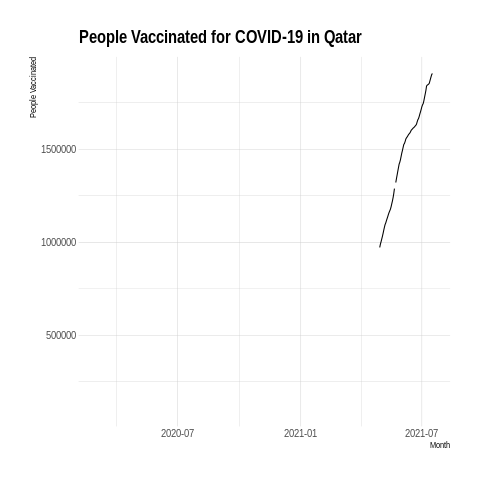 People Vaccinated for COVID-19 in Qatar
People Vaccinated
1500000
1000000
500000
2020-07
2021-01
2021-07
Month